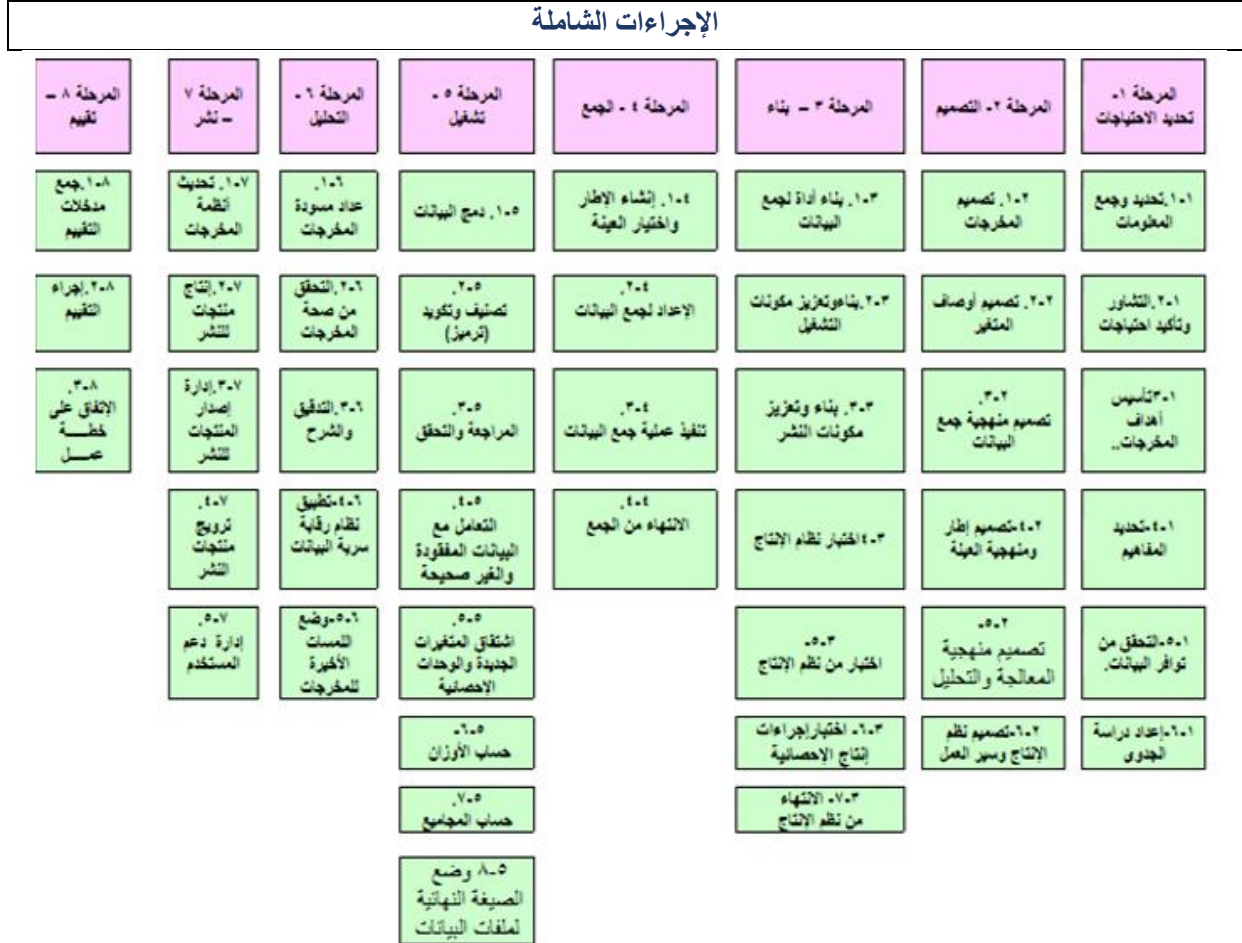 الإجراءات الشاملة
المرحلة ١-
تحديد الاحتياجات
المرحلة ٢- التصميم
المرحلة ٣ – بناء
المرحلة ٤ - الجمع
المرحلة ٥ -
تشغيل
المرحلة ٦ -
التحليل
المرحلة ٧
– نشر
المرحلة ٨ –
تقييم
١-١.تحديد وجمع
المعلومات
١-٢. تصميم
المخرجات
١-٣. بناء أداة لجمع
البيانات
١-٤. إنشاء الإطار
واختيار العينة
١-٥. دمج البيانات
١-٦.
عداد مسودة
المخرجات
١-٧. تحديث
أنظمة
المخرجات
١-٨.جمع
مدخلات
التقييم
٢-١.التشاور
وتأكيد احتياجات
٢-٢. تصميم أوصاف
المتغير
٢-٣.بناءوتعزيز مكونات
التشغيل
٢-٤.
الإعداد لجمع البيانات
٢-٥.
تصنيف وتكويد
(ترميز)
٢-٦.التحقق
من صحة
المخرجات
٢-٧.إنتاج
منتجات
للنشر
٢-٨.إجراء
التقييم
٣-١تأسيس
أهداف
المخرجات..
٣-٢.
تصميم منهجية جمع
البيانات
٣-٣. بناء وتعزيز
مكونات النشر
٣-٤.
تنفيذ عملية جمع البيانات
٣-٥.
المراجعة والتحقق
٣-٦.التدقيق
والشرح
٣-٧.إدارة
إصدار
المنتجات
للنشر
٣-٨.
الإتفاق على
خطــــة
عمـــل
٤-١-تحديد
المفاهيم
٤-٢-تصميم إطار
ومنهجية العينة
٤-٣اختبار نظام الإنتاج
٤-٤.
الانتهاء من الجمع
٤-٥.
التعامل مع
البيانات المفقودة
والغير صحيحة
٤-٦-تطبيق
نظام رقابة
سرية البيانات
٤-٧.
ترويج
منتجات
النشر
٥-١-التحقق من
توافر البيانات.
٥-٢-
تصميم منهجية
المعالجة والتحليل
٥-٣-
اختبار من نظم الإنتاج
٥-٥.
اشتقاق المتغيرات
الجديدة والوحدات
الاحصائية
٥-٦-وضع
اللمسات
الأخيرة
للمخرجات
٥-٧.
إدارة دعم
المستخدم
٦-١-إعداد دراسة
الجدوى
٦-٢-تصميم نظم
الإنتاج وسير العمل
٦-٣- اختبارإجراءات
إنتاج الإحصائية
٦-٥-
حساب الأوزان
٧-٣- الانتهاء
من نظم الإنتاج
٧-٥.
حساب المجاميع
٥-٨ وضع
الصيغة النهائية
لملفات البيانات